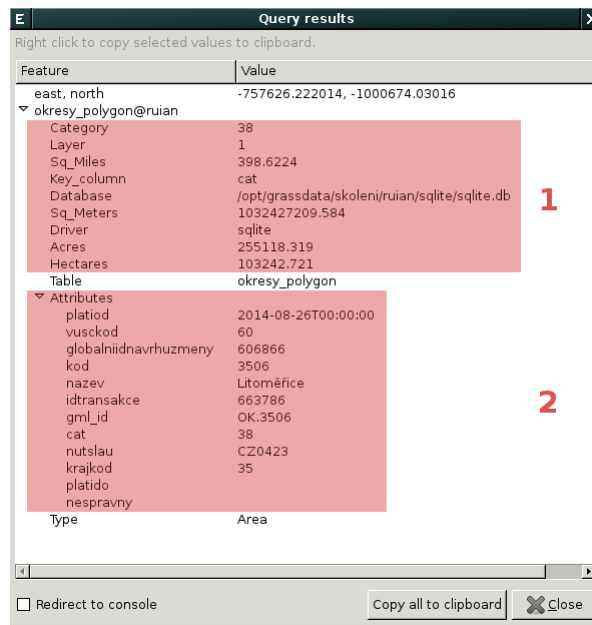 Query results
Right click to copy selected values to clipboard.
Feature Value
east, north -757626.222014, -1000674.03016
okresy_polygon@ruian
Category 38
Layer 1
Sq_Miles 398.6224
Key_column cat
Database /opt/grassdata/skoleni/ruian/sqlite/sqlite.db
Sq_Meters 1032427209.584
Driver sqlite
Acres 255118.319
Hectares 103242.721
1
Table okresy_polygon
Attributes
platiod 2014-08-26T00:00:00
vusckod 60
globalniidnavrhuzmeny 606866
kod 3506
nazev Litoměřice
idtransakce 663786
gml_id OK.3506
cat 38
nutslau CZ0423
krajkod 35
platido
nespravny
2
Type Area
Redirect to console Copy all to clipboard Close